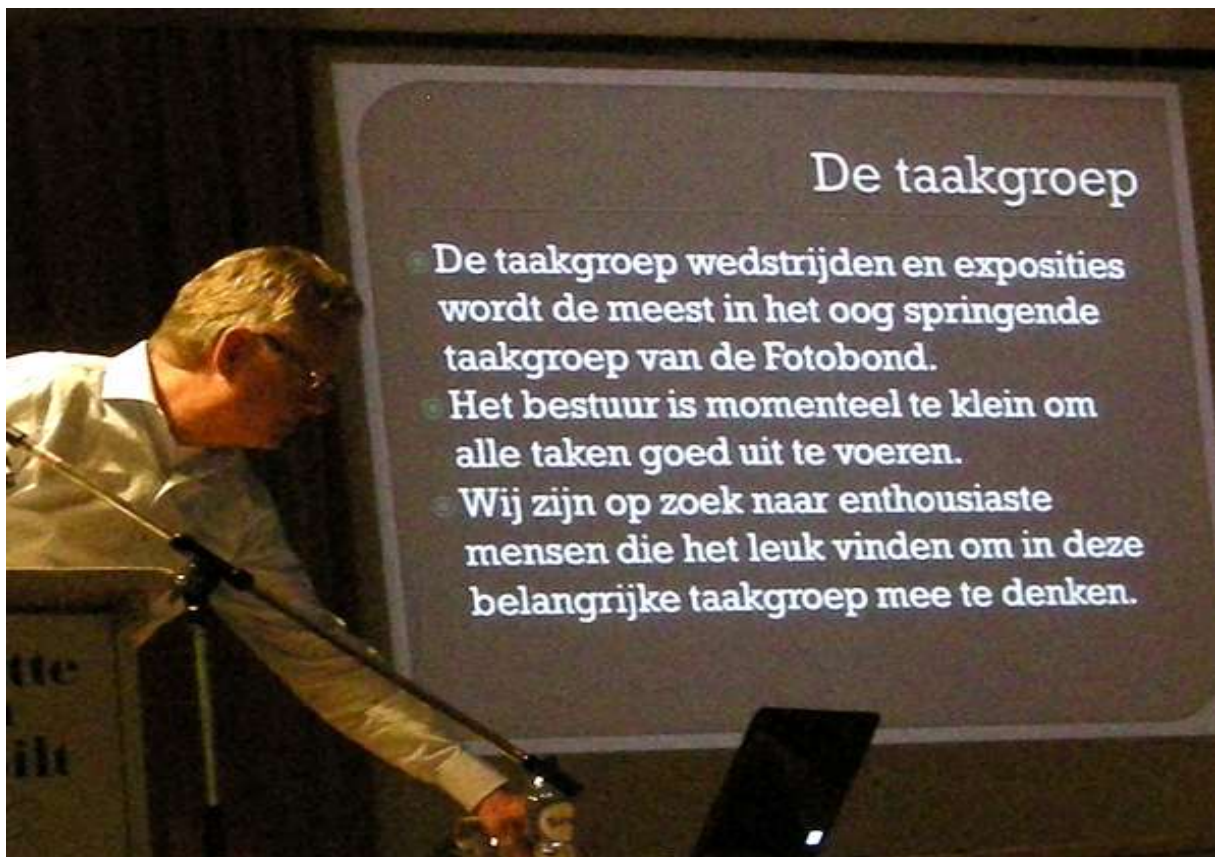 De taakgroep
De taakgroep wedstrijden en exposities
wordt de meest in het oog springende
taakgroep van de Fotobond.
Het bestuur is momenteel te klein om
alle taken goed uit te voeren.
Wij zijn op zoek naar enthousiaste
mensen die het leuk vinden om in deze
belangrijke taakgroep mee te denken.